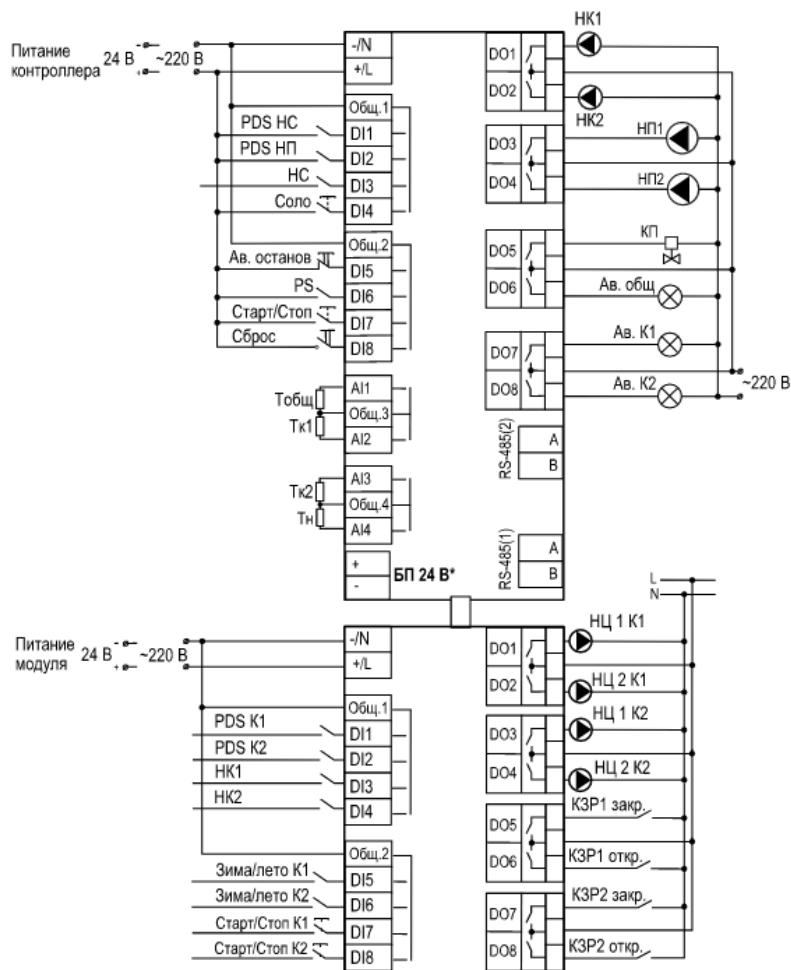 НК1
Питание
контроллера
24 В
-
+
~220 В
-/N
+/L
Общ.1
PDS НС
DI1
PDS НП
DI2
НС
DI3
Соло
DI4
Общ.2
Ав. останов
DI5
PS
DI6
Старт/Стоп
DI7
Сброс
DI8
Тобщ
AI1
Общ.3
Тк1
AI2
Тк2
AI3
Общ.4
Тн
AI4
+
-
БП 24 В*
DO1
DO2
НК2
DO3
НП1
DO4
НП2
DO5
КП
DO6
Ав. общ
DO7
Ав. К1
DO8
Ав. К2
~220 В
RS-485(2)
A
B
RS-485(1)
A
B
L
N
Питание
модуля
24 В
-
+
~220 В
-/N
+/L
Общ.1
PDS К1
DI1
PDS К2
DI2
НК1
DI3
НК2
DI4
Общ.2
Зима/лето К1
DI5
Зима/лето К2
DI6
Старт/Стоп К1
DI7
Старт/Стоп К2
DI8
DO1
НЦ 1 К1
DO2
НЦ 2 К1
DO3
НЦ 1 К2
DO4
НЦ 2 К2
DO5
КЗР1 закр.
DO6
КЗР1 откр.
DO7
КЗР2 закр.
DO8
КЗР2 откр.